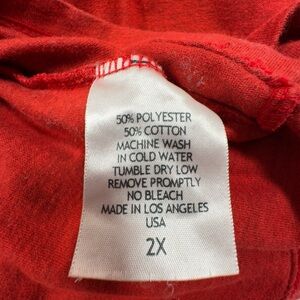 50% POLYESTER
50% COTTON
MACHINE WASH
IN COLD WATER
TUMBLE DRY LOW
REMOVE PROMPTLY
NO BLEACH
MADE IN LOS ANGELES
USA
2X